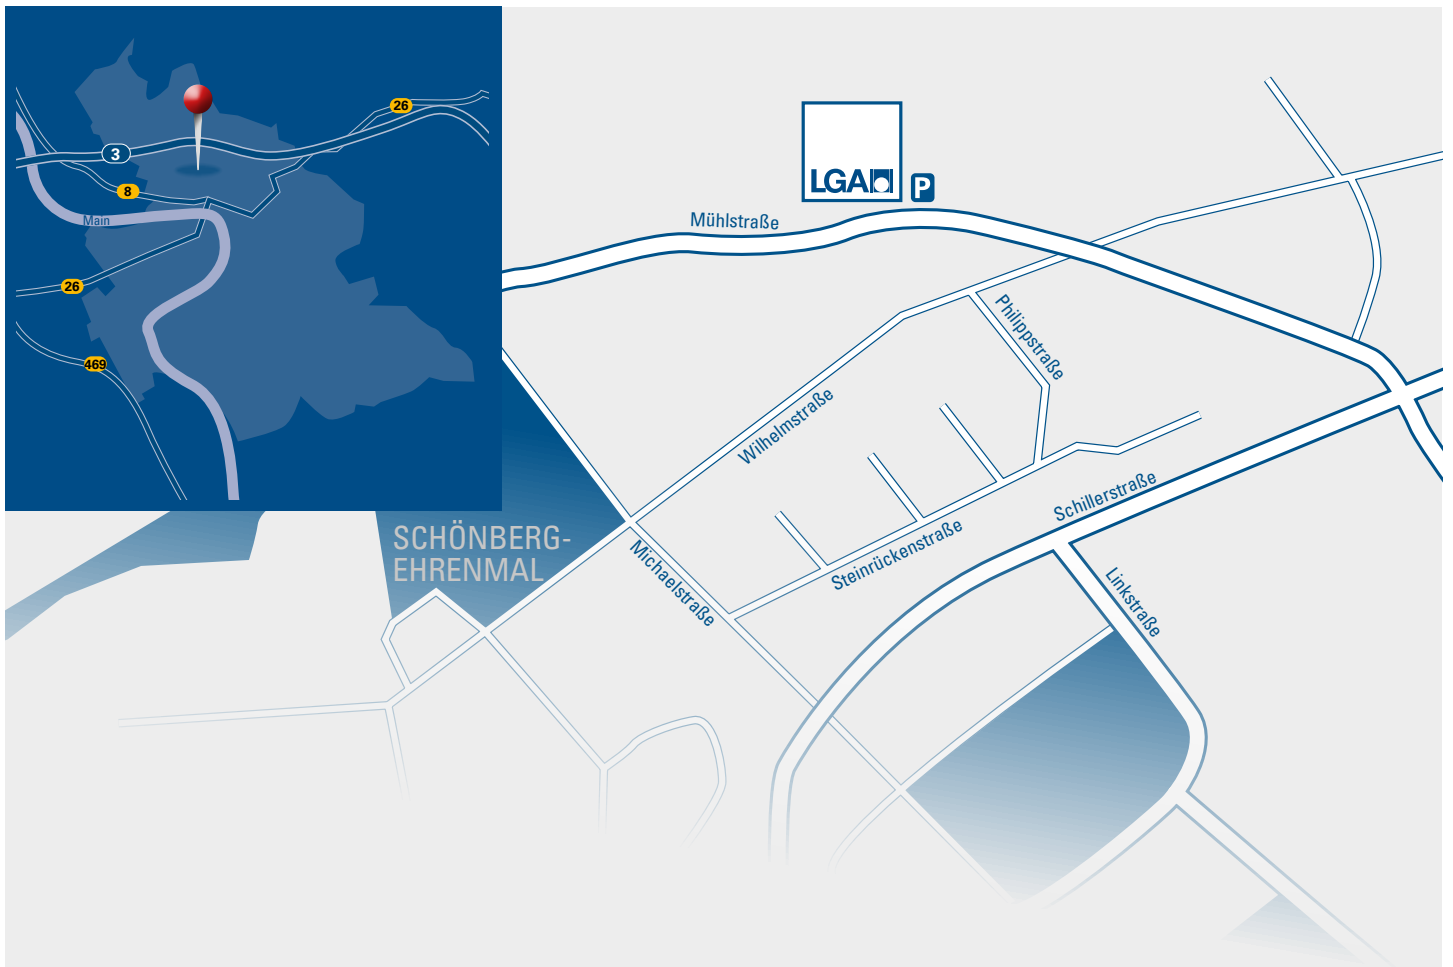 26
3
8
Main
26
469
LGA
P
Mühlstraße
Philippstraße
Wilhelmstraße
Schillerstraße
SCHÖNBERG-
EHRENMAL
Steinrückenstraße
Michaelstraße
Linkstraße